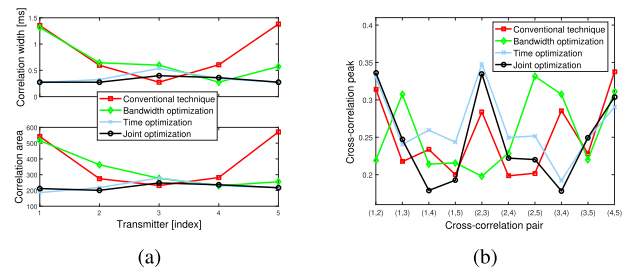 1.5
1
0.5
0
Correlation width [ms]
Conventional technique
Bandwidth optimization
Time optimization
Joint optimization
600
500
400
300
200
100
Correlation area
1 2 3 4 5
Transmitter [index]
(a)
0.4
0.35
0.3
0.25
0.2
Cross-correlation peak
Conventional technique
Bandwidth optimization
Time optimization
Joint optimization
(1,2) (1,3) (1,4) (1,5) (2,3) (2,4) (2,5) (3,4) (3,5) (4,5)
Cross-correlation pair
(b)